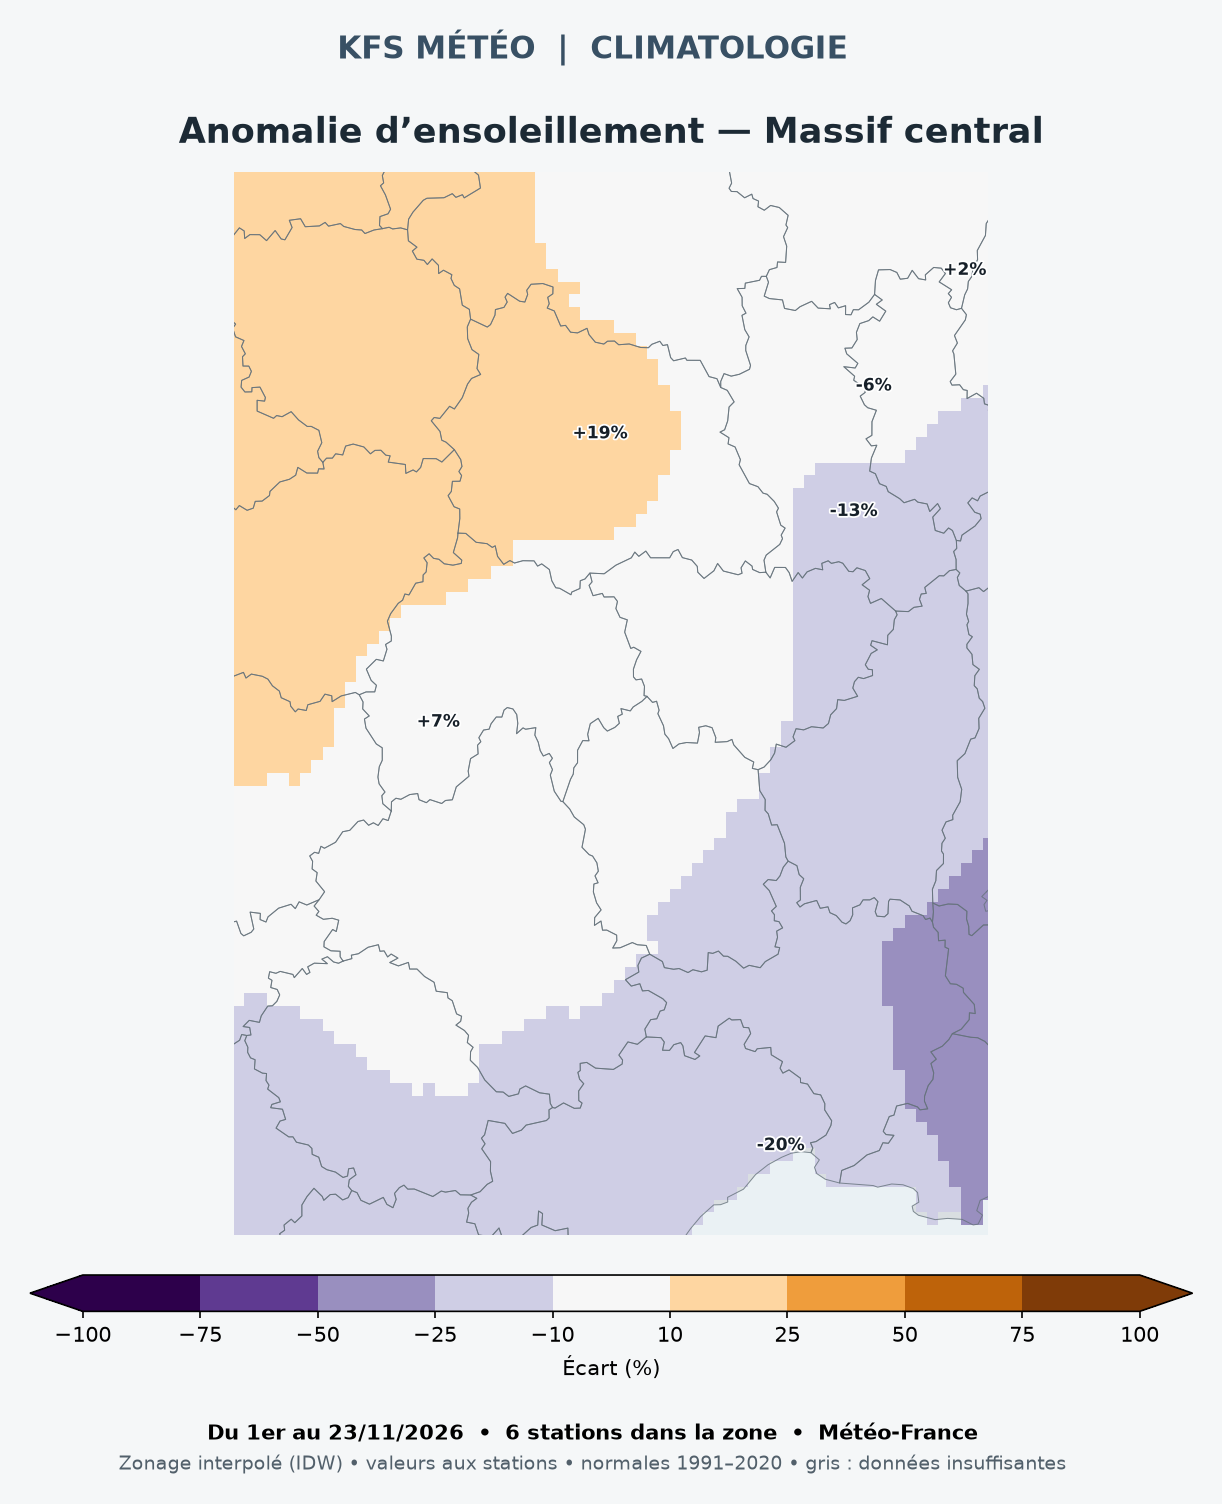 KFS MÉTÉO | CLIMATOLOGIE
Anomalie d’ensoleillement — Massif central
+2%
-6%
+19%
-13%
+7%
-20%
−100 −75 −50 −25 −10 10 25 50 75 100
Écart (%)
Du 1er au 23/11/2026 • 6 stations dans la zone • Météo-France
Zonage interpolé (IDW) • valeurs aux stations • normales 1991–2020 • gris : données insuffisantes